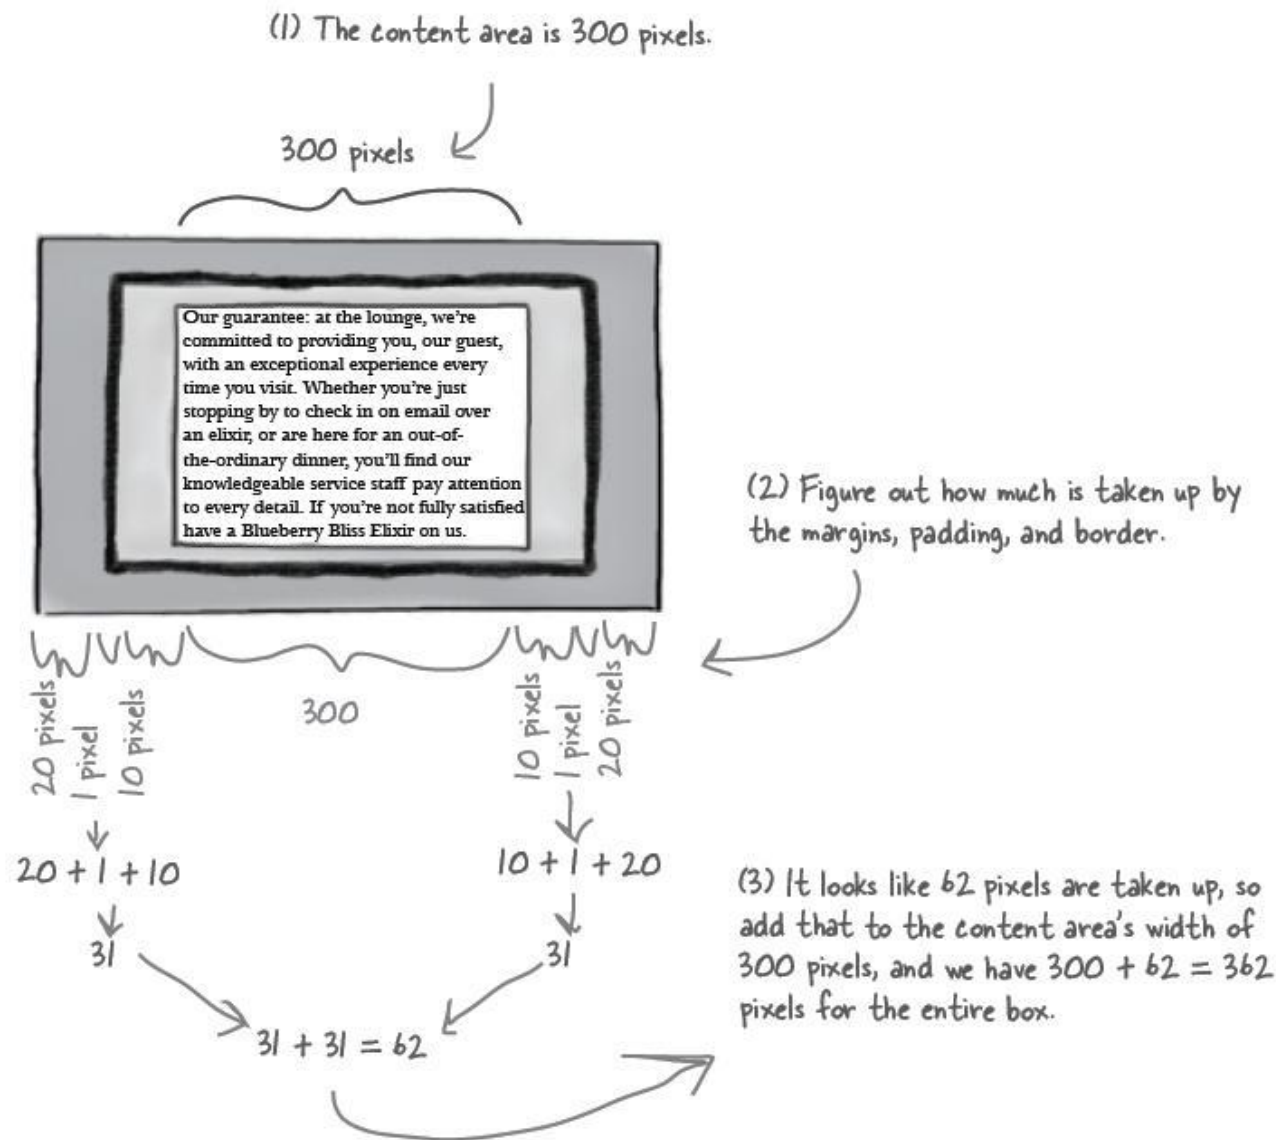 (1) The content area is 300 pixels.
300 pixels
Our guarantee: at the lounge, we're
committed to providing you, our guest,
with an exceptional experience every
time you visit. Whether you're just
stopping by to check in on email over
an elixir, or are here for an out-of-
the-ordinary dinner, you'll find our
knowledgeable service staff pay attention
to every detail. If you're not fully satisfied
have a Blueberry Bliss Elixir on us.
(2) Figure out how much is taken up by
the margins, padding, and border.
20 pixels
1 pixel
10 pixels
300
10 pixels
1 pixel
20 pixels
20 + 1 + 10
10 + 1 + 20
31
31
31 + 31 = 62
(3) It looks like 62 pixels are taken up, so
add that to the content area's width of
300 pixels, and we have 300 + 62 = 362
pixels for the entire box.